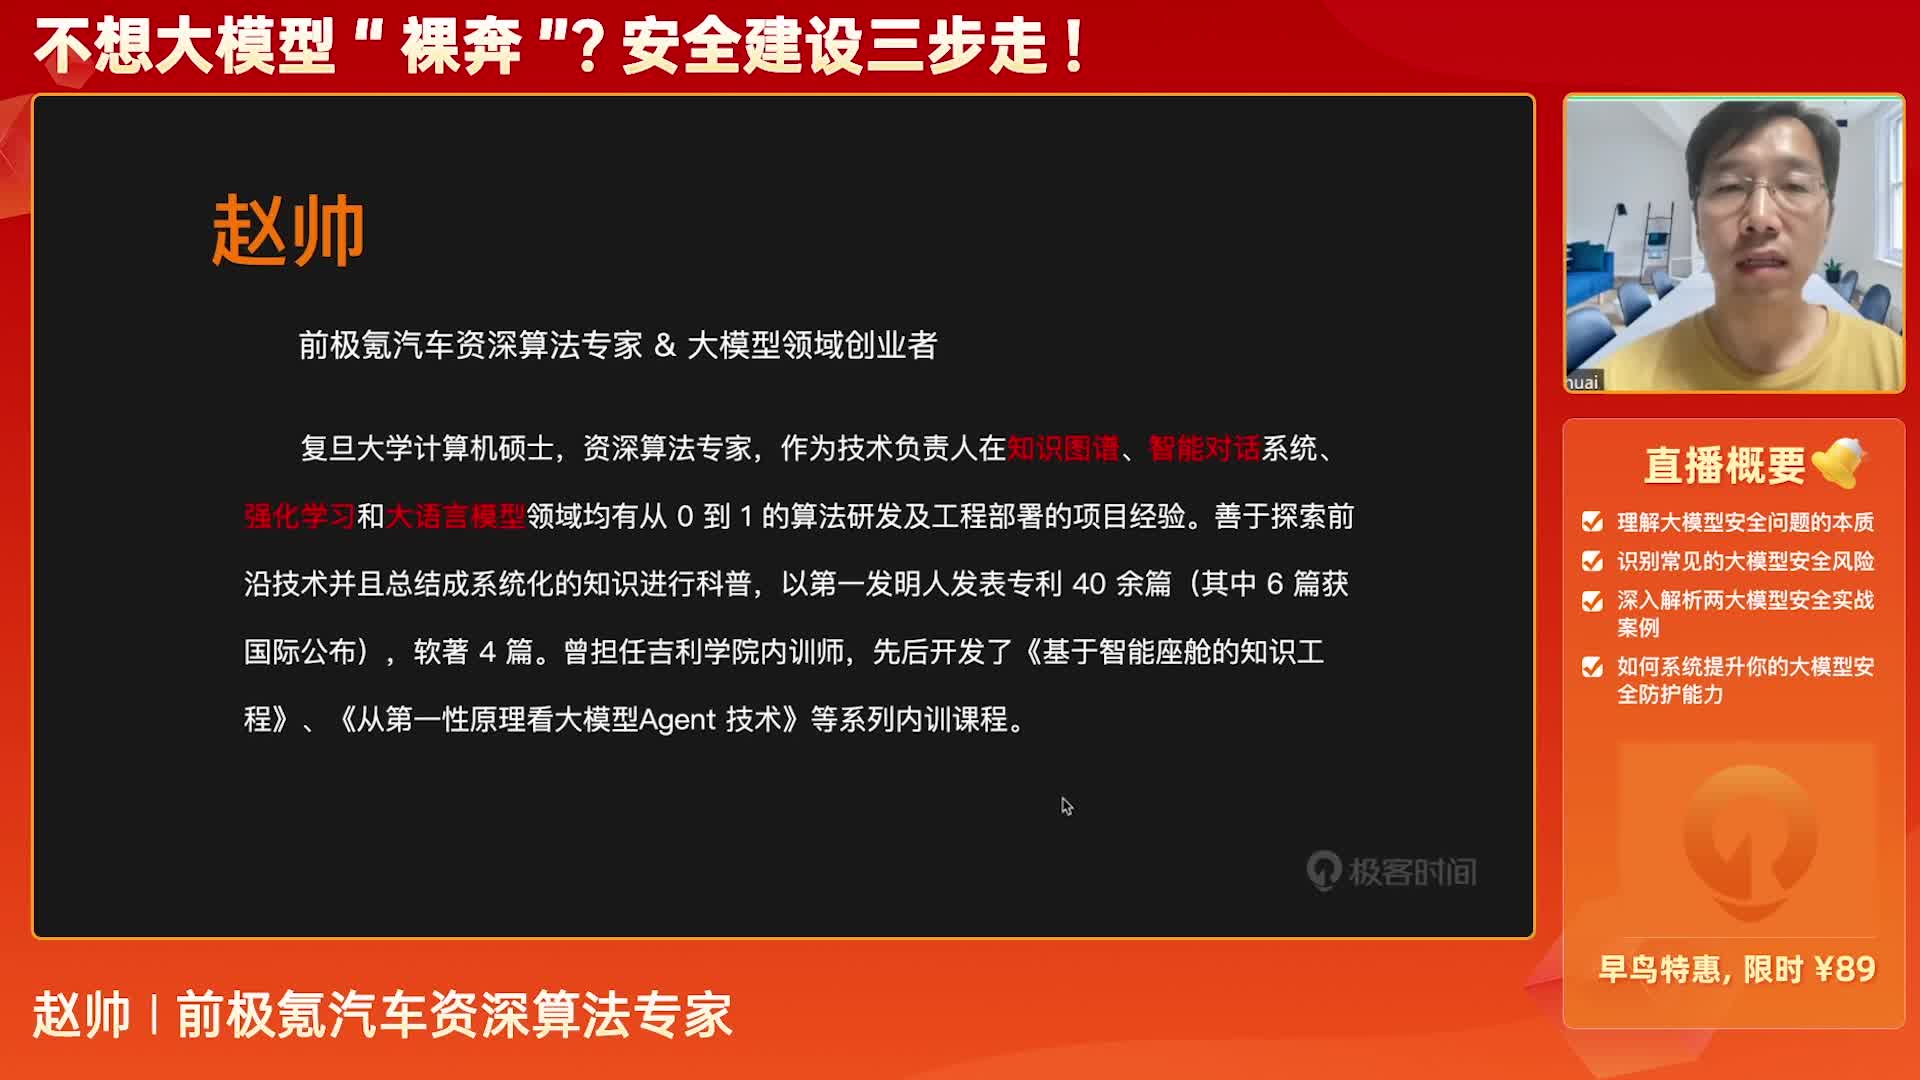 不想大模型“裸奔”?安全建设三步走!
赵帅
前极氪汽车资深算法专家 & 大模型领域创业者
复旦大学计算机硕士，资深算法专家，作为技术负责人在知识图谱、智能对话系统、
强化学习和大语言模型领域均有从 0 到 1 的算法研发及工程部署的项目经验。善于探索前
沿技术并且总结成系统化的知识进行科普，以第一发明人发表专利 40 余篇（其中 6 篇获
国际公布），软著 4 篇。曾担任吉利学院内训师，先后开发了《基于智能座舱的知识工
程》、《从第一性原理看大模型Agent 技术》等系列内训课程。
极客时间
huai
直播概要
理解大模型安全问题的本质
识别常见的大模型安全风险
深入解析两大模型安全实战
案例
如何系统提升你的大模型安
全防护能力
早鸟特惠, 限时 ¥89
赵帅 | 前极氪汽车资深算法专家